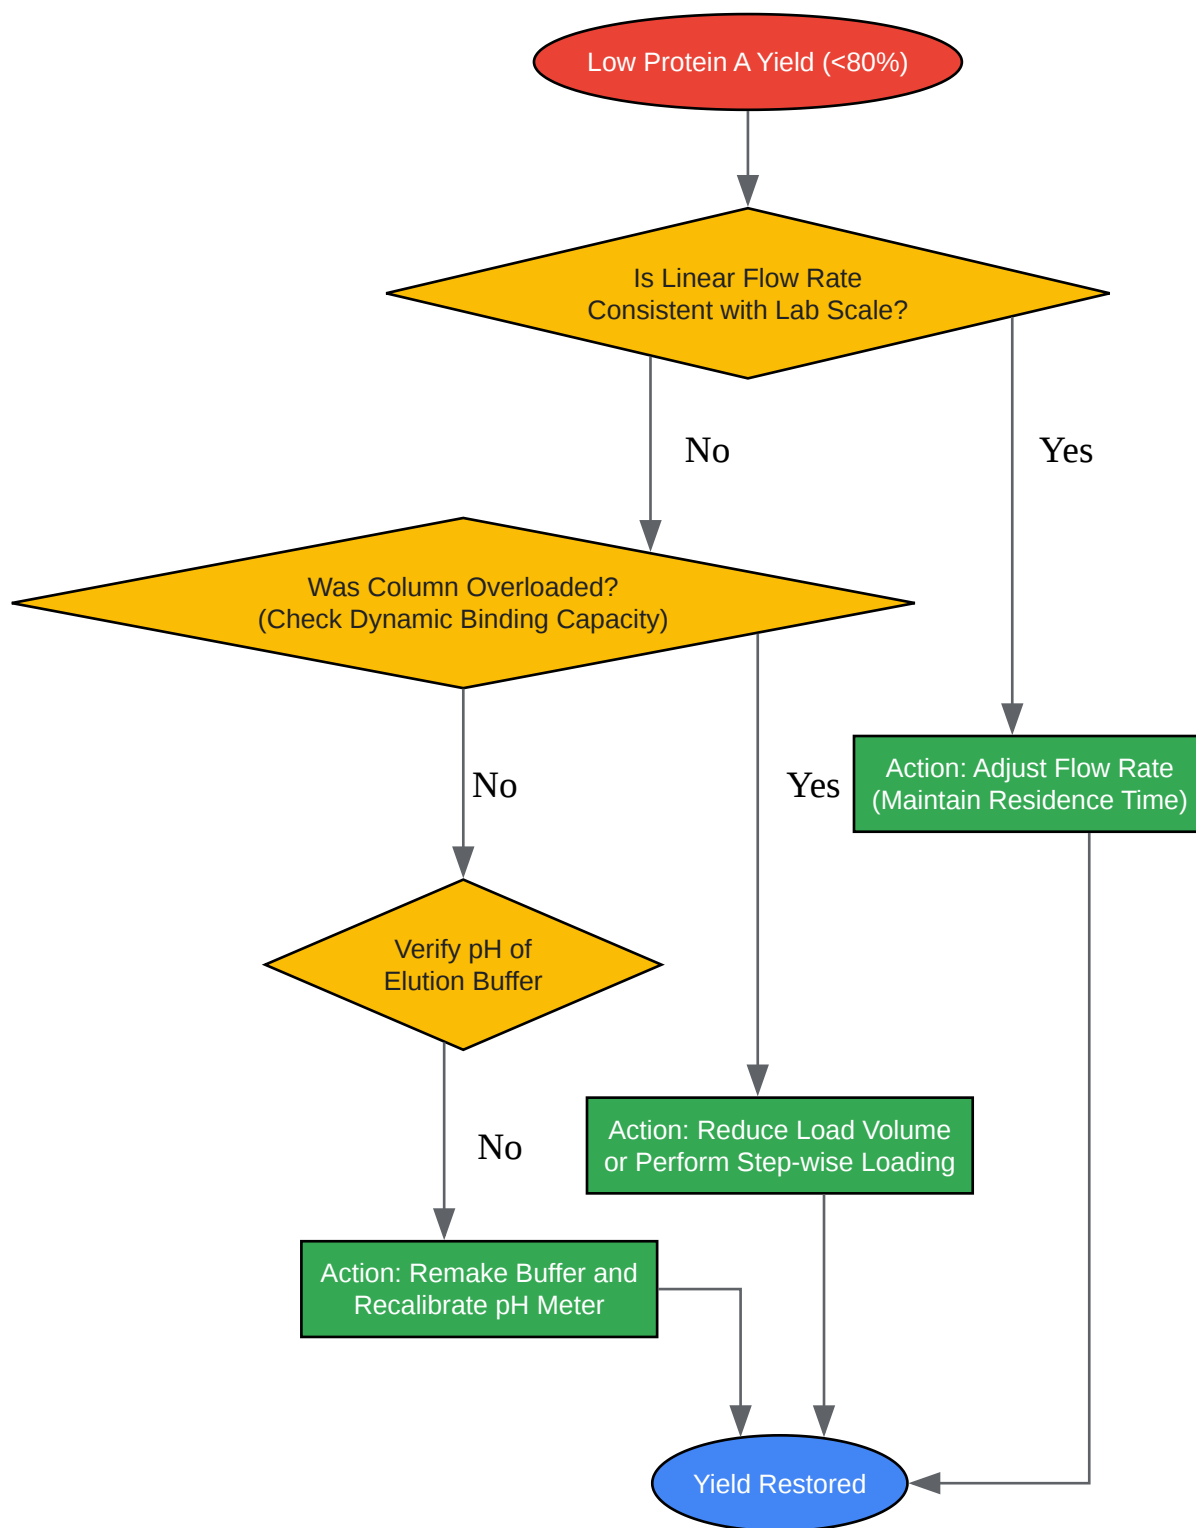 Low Protein A Yield (<80%)
Is Linear Flow Rate
Consistent with Lab Scale?
No
Yes
Was Column Overloaded?
(Check Dynamic Binding Capacity)
Action: Adjust Flow Rate
(Maintain Residence Time)
No
Yes
Verify pH of
Elution Buffer
Action: Reduce Load Volume
or Perform Step-wise Loading
No
Action: Remake Buffer and
Recalibrate pH Meter
Yield Restored